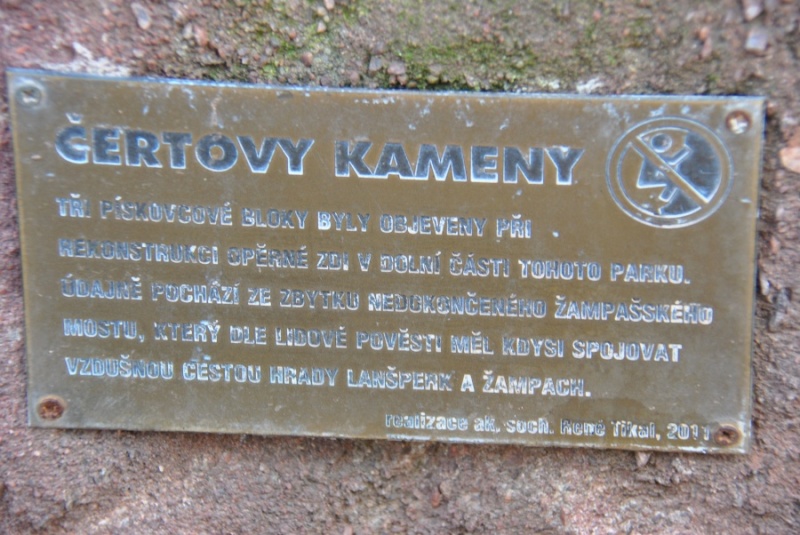 ČERTOVY KAMENY
TŘI PÍSKOVCOVÉ BLOKY BYLY OBJEVENY PŘI
REKONSTRUKCI OPĚRNÉ ZDI V DOLNÍ ČÁSTI TOHOTO PARKU.
ÚDAJNĚ POCHÁZÍ ZE ZBYTKŮ NEDOKONČENÉHO ŽAMPAŠSKÉHO
MOSTU, KTERÝ DLE LIDOVÉ POVĚSTI MĚL KDYSI SPOJOVAT
VZDUŠNOU CESTOU HRADY LANŠPERK A ŽAMPACH.
realizace ak. soch. René Tikal, 2011